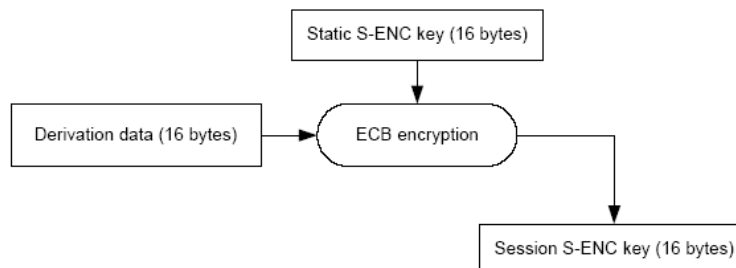 Static S-ENC key (16 bytes)
Derivation data (16 bytes)
ECB encryption
Session S-ENC key (16 bytes)